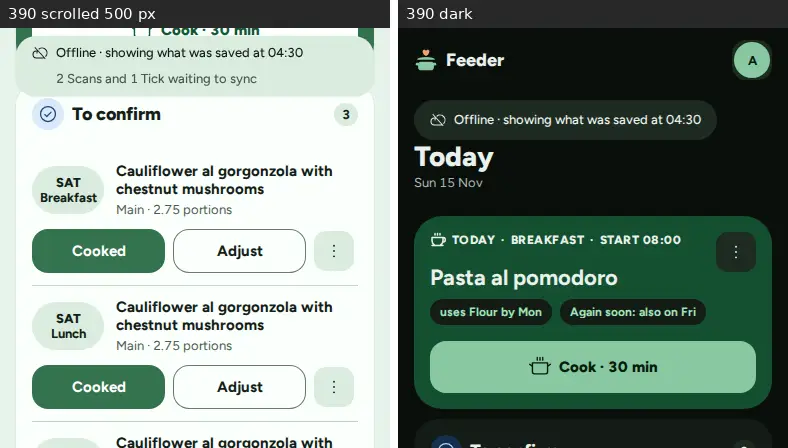 390 scrolled 500 px
Cook · 30 min
Offline · showing what was saved at 04:30
2 Scans and 1 Tick waiting to sync
To confirm
3
SAT
Breakfast
Cauliflower al gorgonzola with
chestnut mushrooms
Main · 2.75 portions
Cooked
Adjust
SAT
Lunch
Cauliflower al gorgonzola with
chestnut mushrooms
Main · 2.75 portions
Cooked
Adjust
SAT
Cauliflower al gorgonzola with
390 dark
Feeder
A
Offline · showing what was saved at 04:30
Today
Sun 15 Nov
TODAY · BREAKFAST · START 08:00
Pasta al pomodoro
uses Flour by Mon
Again soon: also on Fri
Cook · 30 min
To confirm